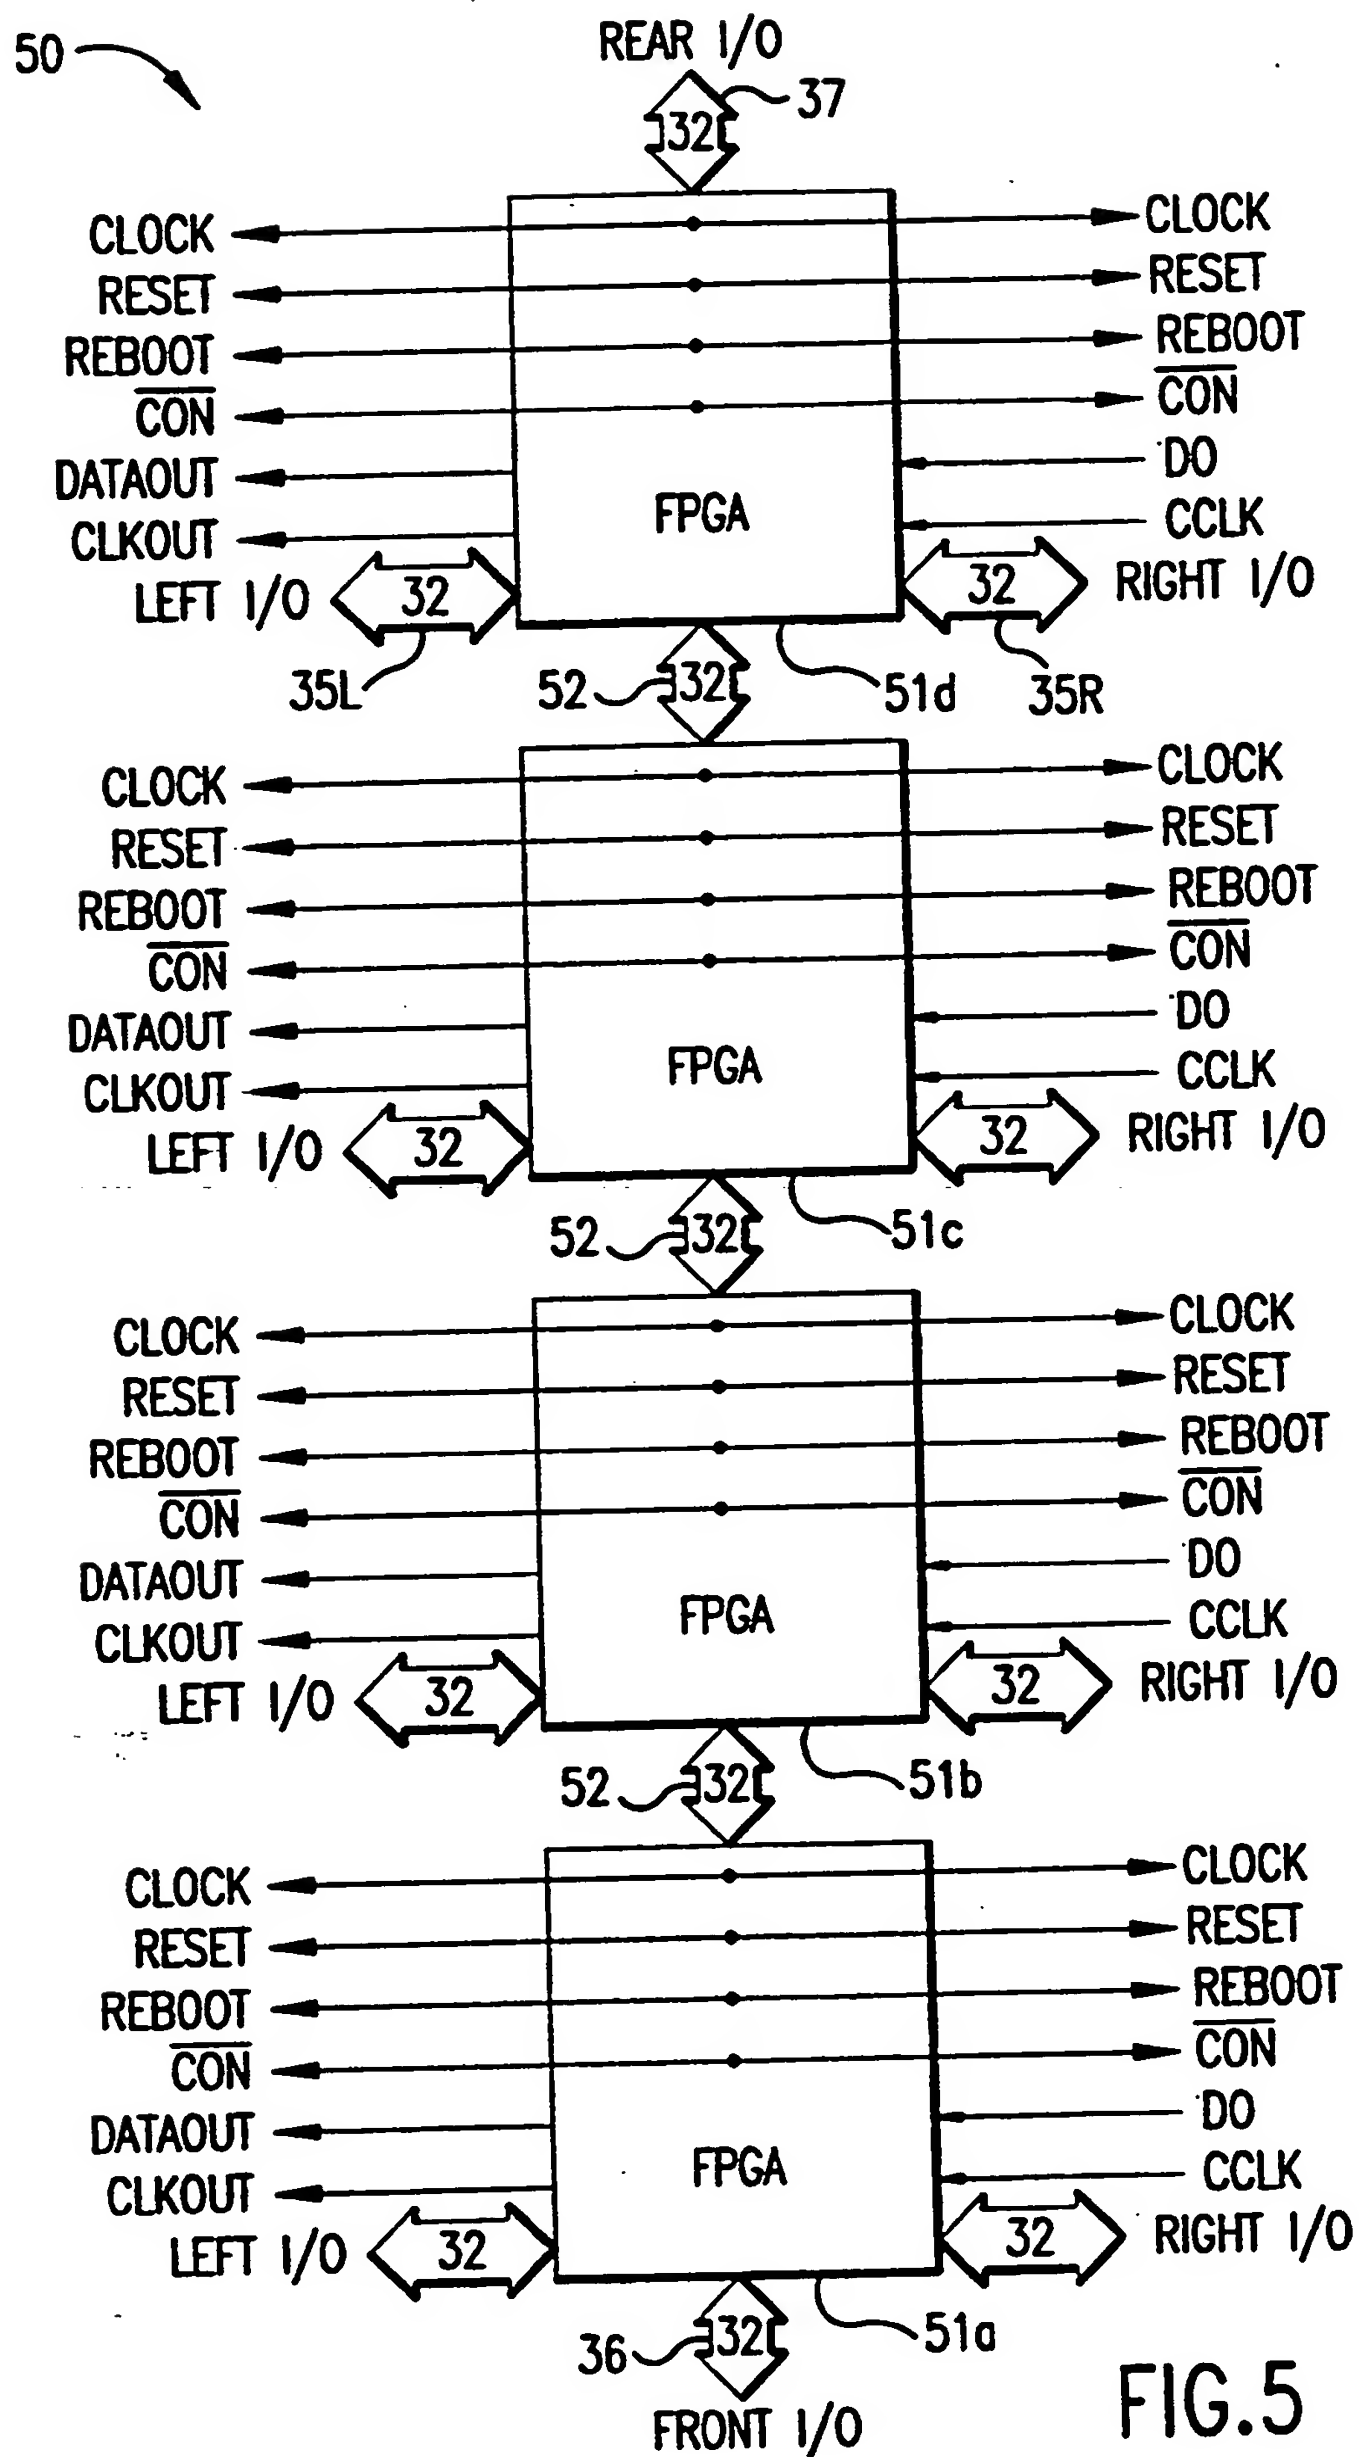 50
REAR I/O
37
32
CLOCK CLOCK
RESET RESET
REBOOT REBOOT
CON CON
DATAOUT DO
FPGA
CLKOUT CCLK
LEFT I/O 32 32 RIGHT I/O
35L 52 32 51d 35R
CLOCK CLOCK
RESET RESET
REBOOT REBOOT
CON CON
DATAOUT DO
FPGA
CLKOUT CCLK
LEFT I/O 32 32 RIGHT I/O
52 32 51c
CLOCK CLOCK
RESET RESET
REBOOT REBOOT
CON CON
DATAOUT DO
FPGA
CLKOUT CCLK
LEFT I/O 32 32 RIGHT I/O
52 32 51b
CLOCK CLOCK
RESET RESET
REBOOT REBOOT
CON CON
DATAOUT DO
FPGA
CLKOUT CCLK
LEFT I/O 32 32 RIGHT I/O
36 32 51a
FRONT I/O
FIG.5